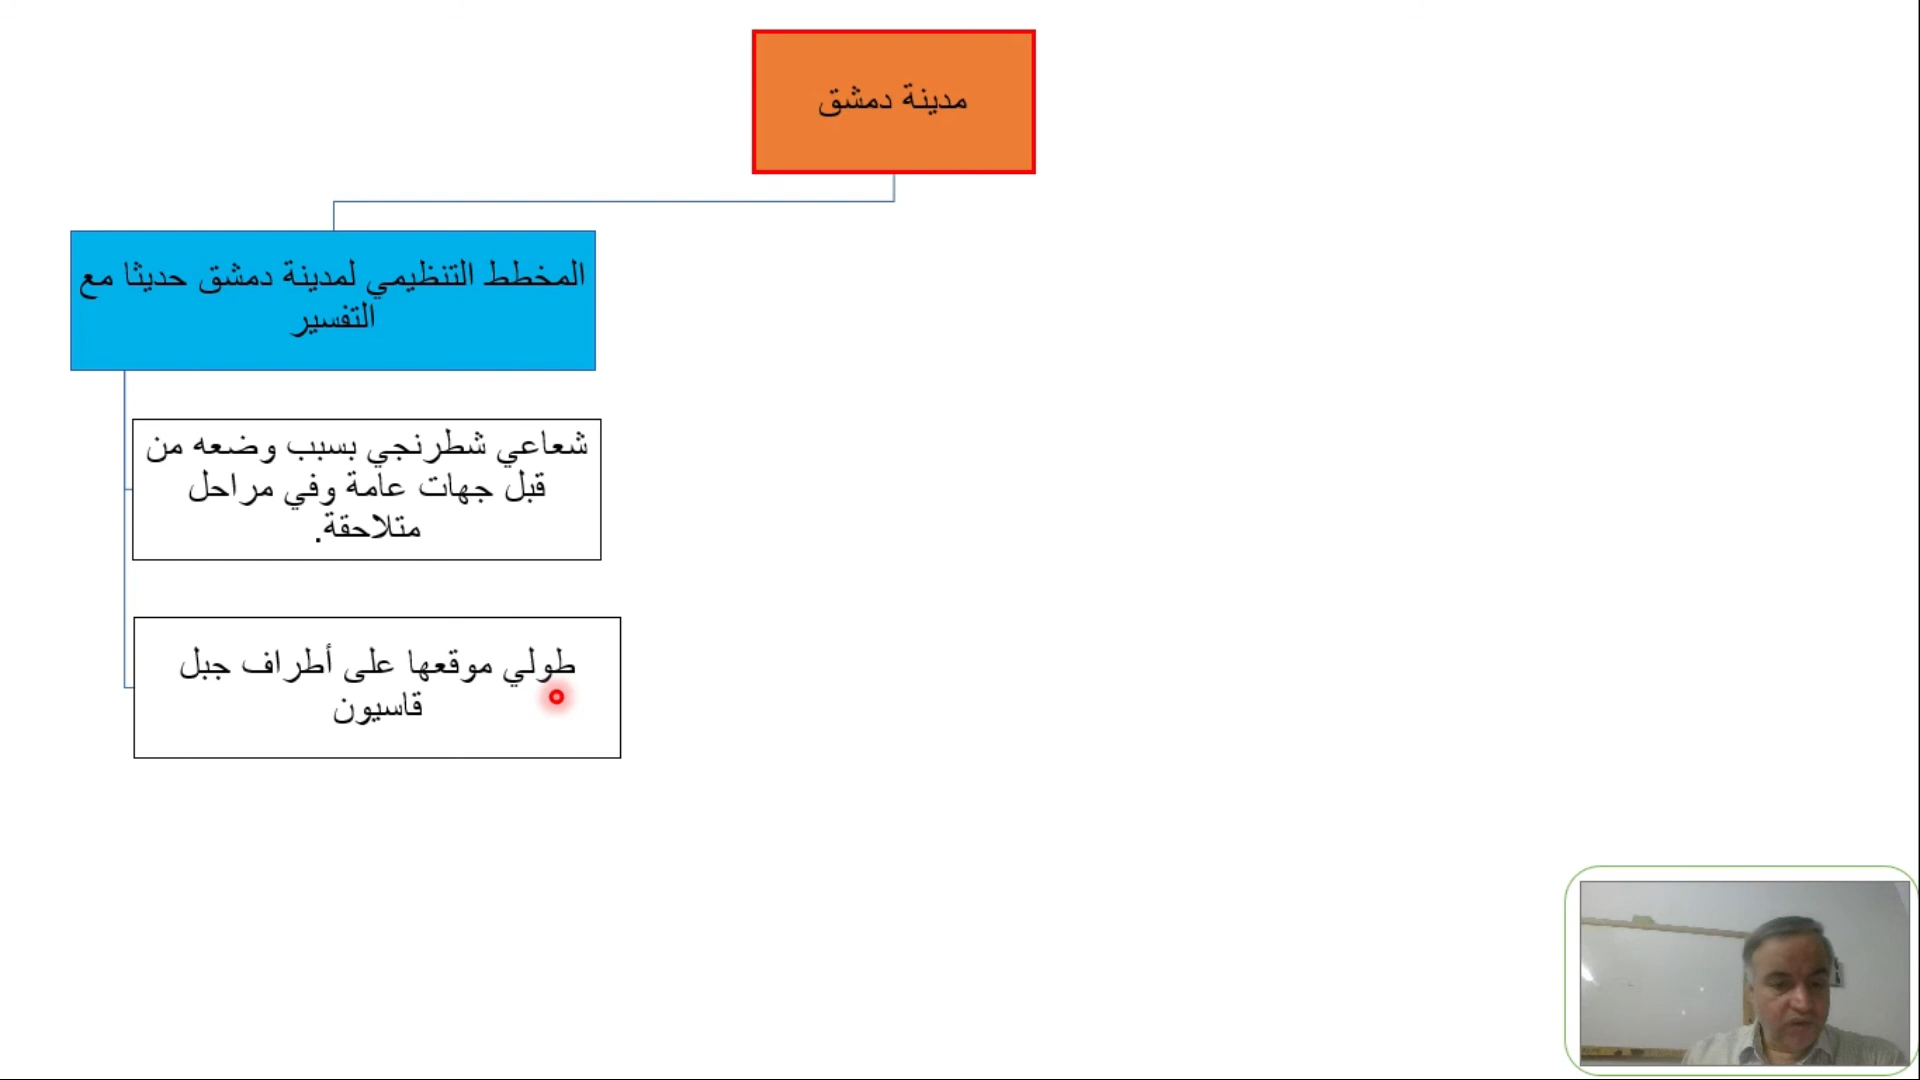 مدينة دمشق
المخطط التنظيمي لمدينة دمشق حديثا مع
التفسير
شعاعي شطرنجي بسبب وضعه من
قبل جهات عامة وفي مراحل
متلاحقة.
طولي موقعها على أطراف جبل
قاسيون